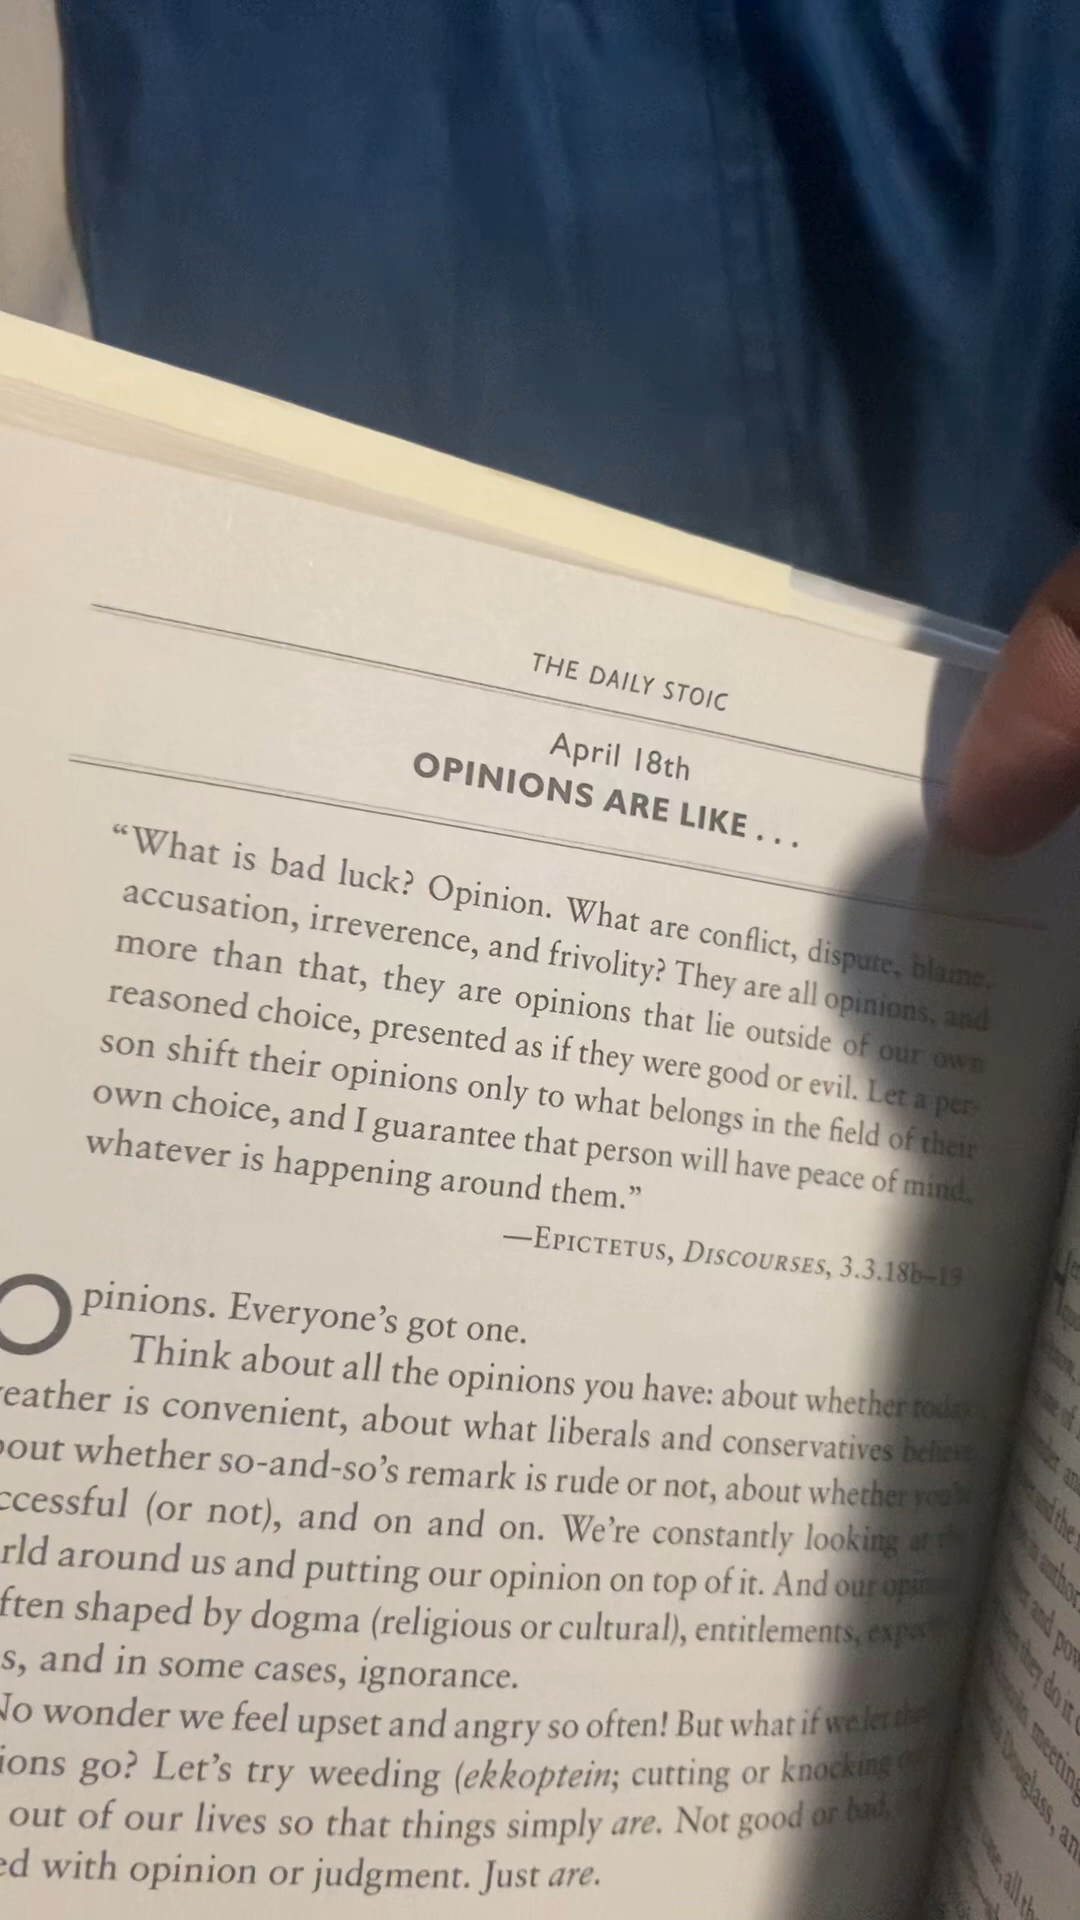 THE DAILY STOIC
April 18th
OPINIONS ARE LIKE . . .
“What is bad luck? Opinion. What are conflict, dispute, blame,
accusation, irreverence, and frivolity? They are all opinions, and
more than that, they are opinions that lie outside of our own
reasoned choice, presented as if they were good or evil. Let a per-
son shift their opinions only to what belongs in the field of their
own choice, and I guarantee that person will have peace of mind,
whatever is happening around them.”
—EPICTETUS, DISCOURSES, 3.3.18b–19
Opinions. Everyone’s got one.
Think about all the opinions you have: about whether today
eather is convenient, about what liberals and conservatives believe
out whether so-and-so’s remark is rude or not, about whether you’re
ccessful (or not), and on and on. We’re constantly looking at
rld around us and putting our opinion on top of it. And our
ften shaped by dogma (religious or cultural), entitlements,
s, and in some cases, ignorance.
No wonder we feel upset and angry so often! But what if we let
ions go? Let’s try weeding (ekkoptein; cutting or knocking
out of our lives so that things simply are. Not good or bad,
ed with opinion or judgment. Just are.